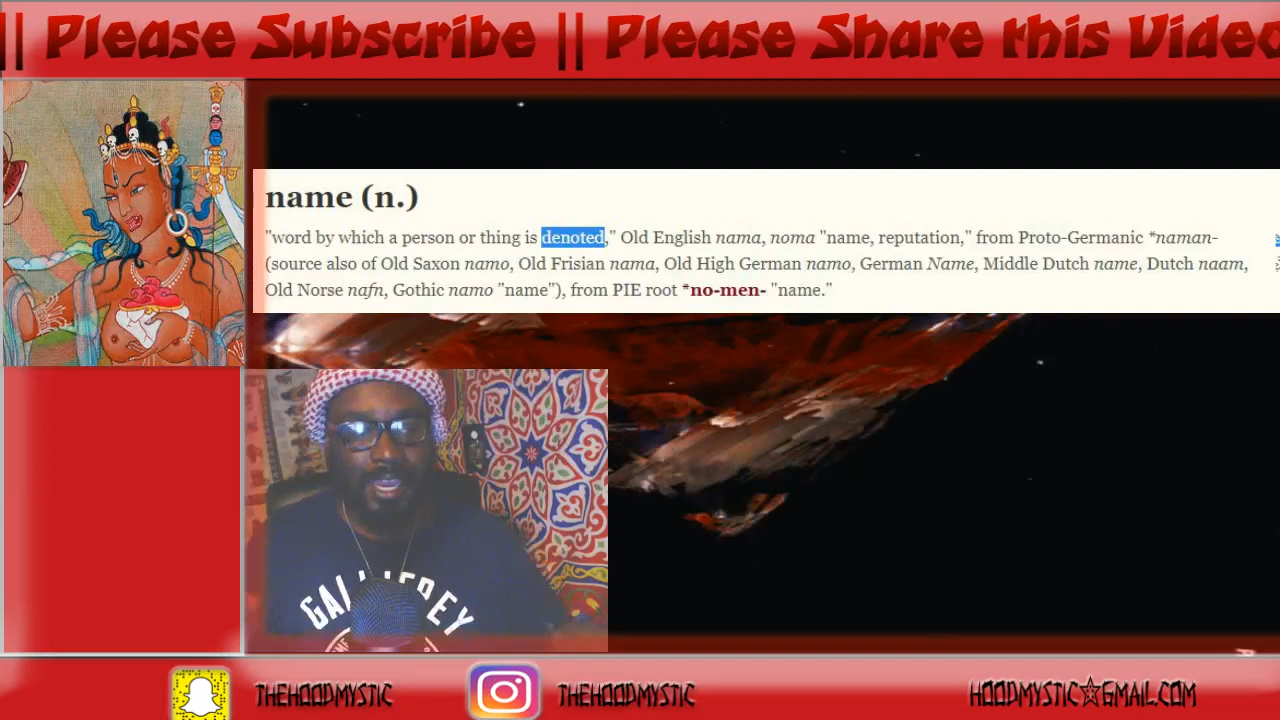 || Please Subscribe || Please Share this Video
name (n.)
"word by which a person or thing is denoted," Old English nama, noma "name, reputation," from Proto-Germanic *naman-
(source also of Old Saxon namo, Old Frisian nama, Old High German namo, German Name, Middle Dutch name, Dutch naam,
Old Norse nafn, Gothic namo "name"), from PIE root *no-men- "name."
THEHOODMYSTIC
THEHOODMYSTIC
HOODMYSTIC☆GMAIL.COM